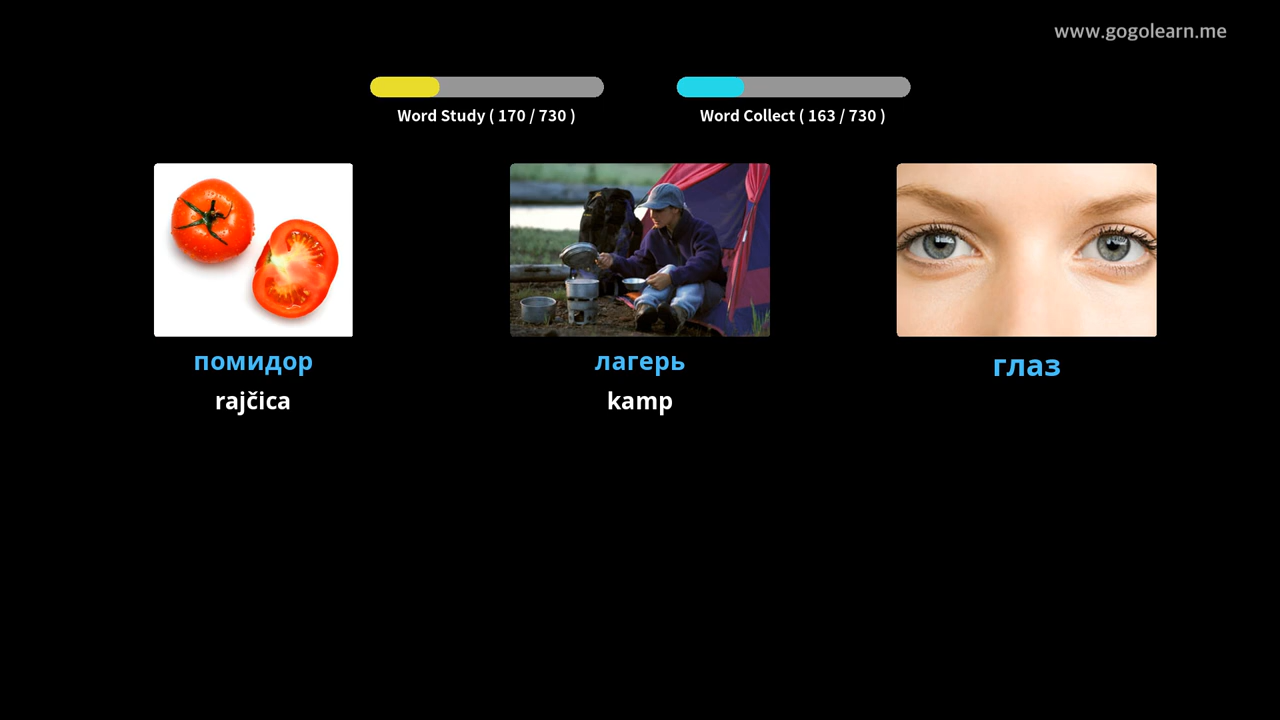 www.gogolearn.me
Word Study ( 170 / 730 )
Word Collect ( 163 / 730 )
помидор
rajčica
лагерь
kamp
глаз